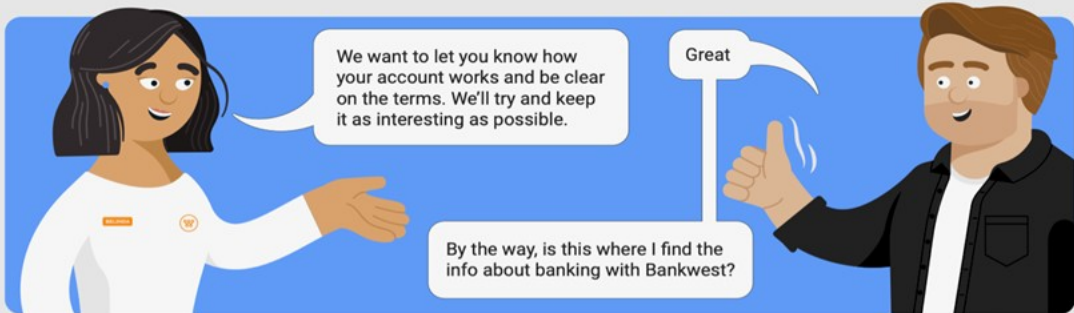 We want to let you know how
your account works and be clear
on the terms. We’ll try and keep
it as interesting as possible.
Great
By the way, is this where I find the
info about banking with Bankwest?
BELINDA